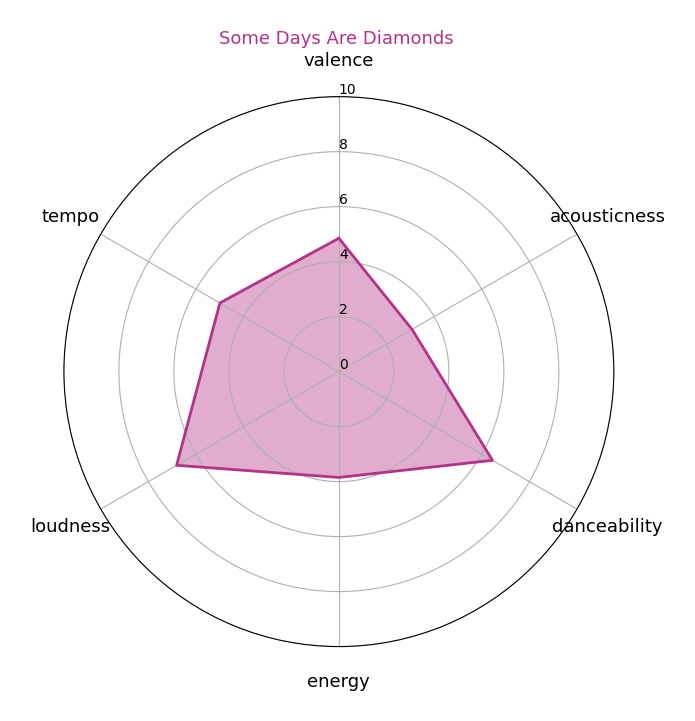 Some Days Are Diamonds
valence
10
8
tempo
acousticness
6
4
2
0
loudness
danceability
energy